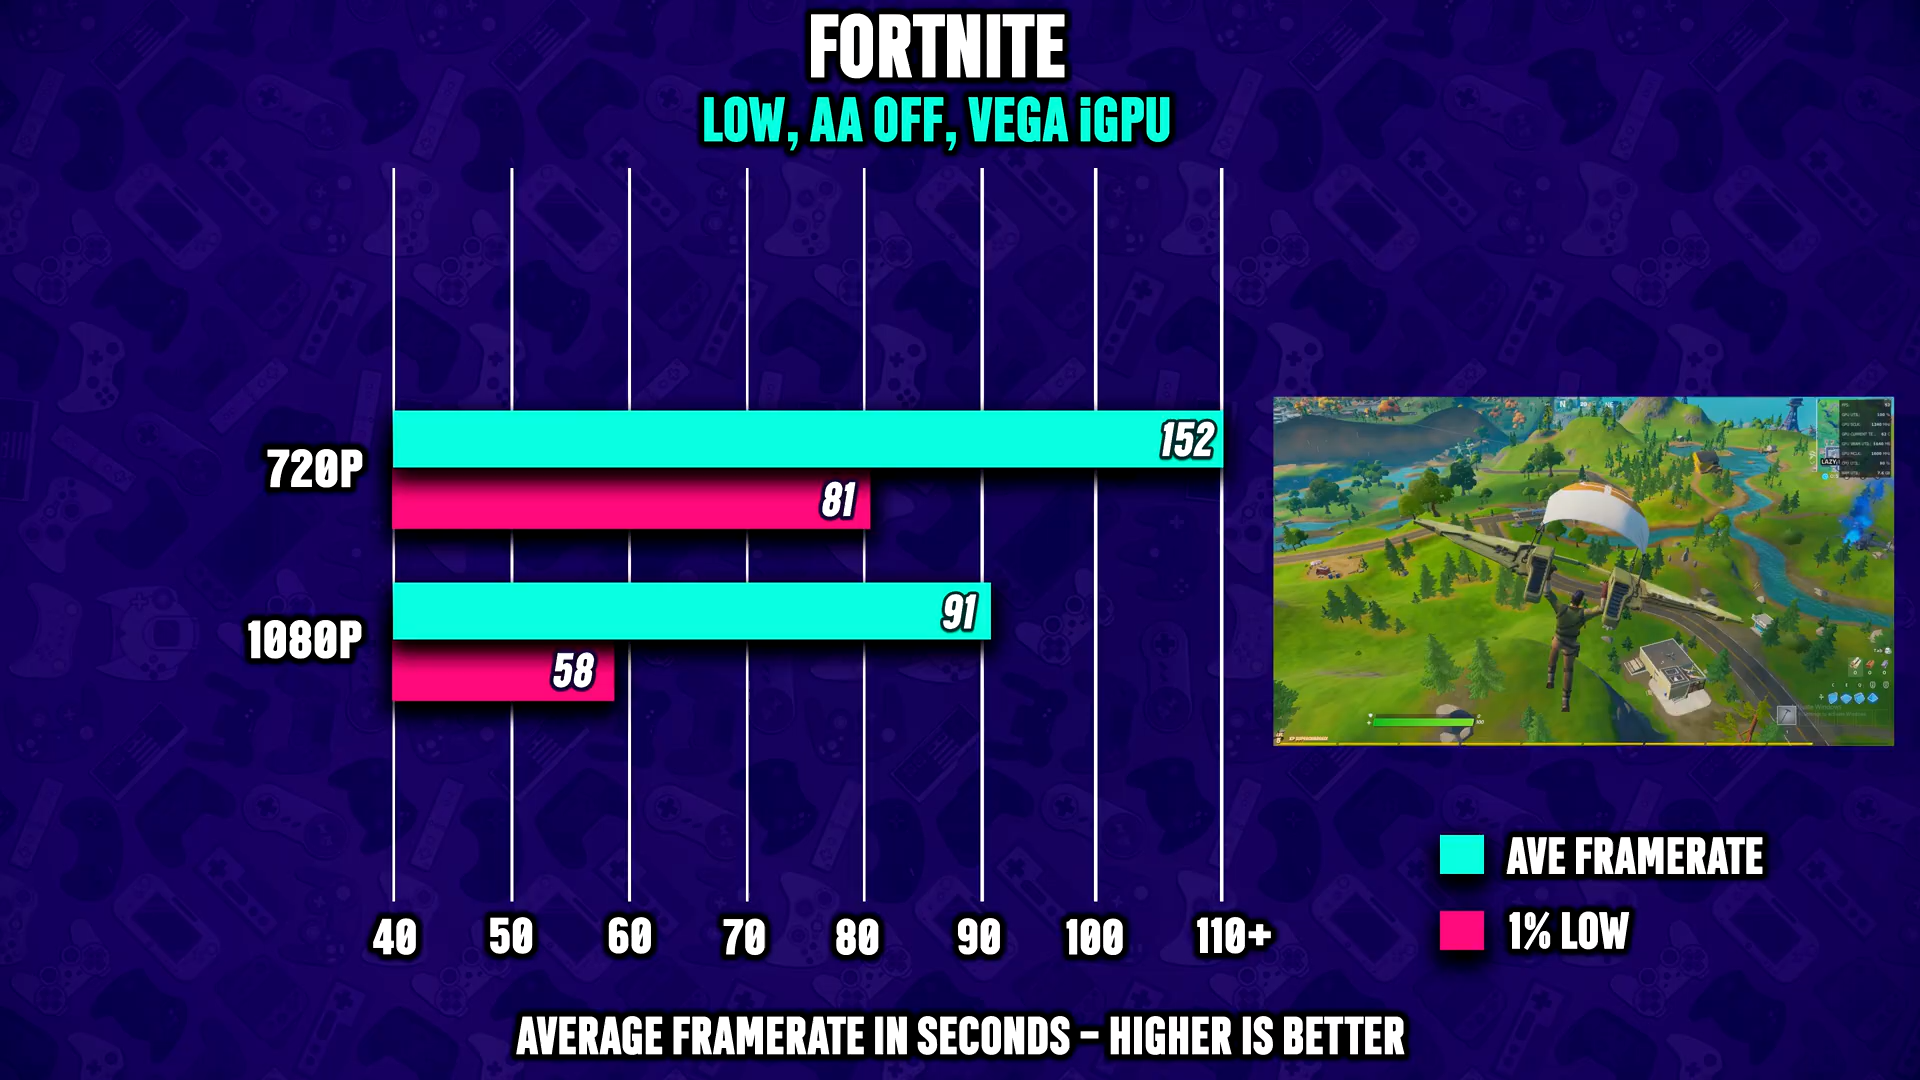 FORTNITE
LOW, AA OFF, VEGA iGPU
720P
152
81
1080P
91
58
40 50 60 70 80 90 100 110+
AVE FRAMERATE
1% LOW
AVERAGE FRAMERATE IN SECONDS - HIGHER IS BETTER